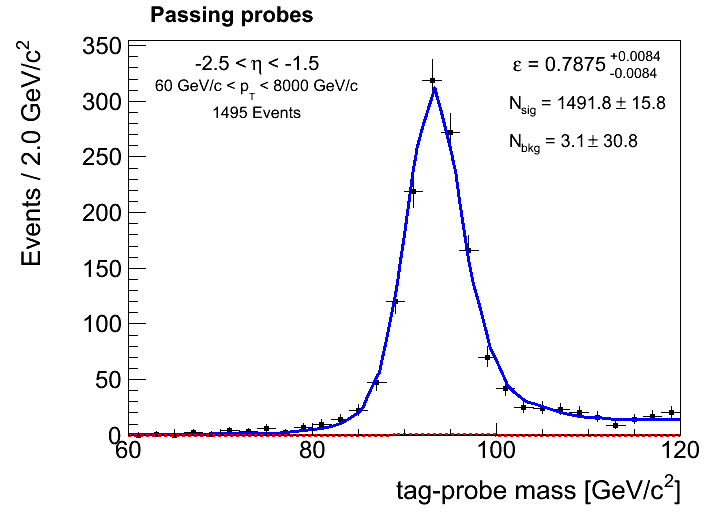 Passing probes
-2.5 < η < -1.5
60 GeV/c < p_T < 8000 GeV/c
1495 Events
ε = 0.7875 +0.0084 -0.0084
N_sig = 1491.8 ± 15.8
N_bkg = 3.1 ± 30.8
Events / 2.0 GeV/c²
350
300
250
200
150
100
50
0
60 80 100 120
tag-probe mass [GeV/c²]